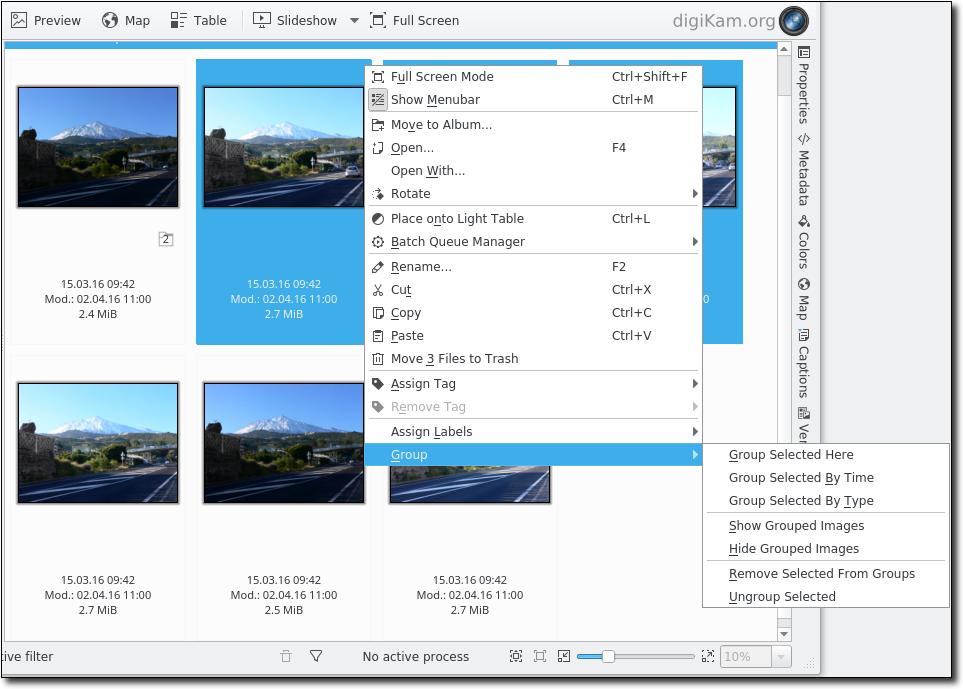 Preview Map Table Slideshow Full Screen digiKam.org
2
15.03.16 09:42
Mod.: 02.04.16 11:00
2.4 MiB
15.03.16 09:42
Mod.: 02.04.16 11:00
2.7 MiB
0
15.03.16 09:42
Mod.: 02.04.16 11:00
2.7 MiB
15.03.16 09:42
Mod.: 02.04.16 11:00
2.5 MiB
15.03.16 09:42
Mod.: 02.04.16 11:00
2.7 MiB
Full Screen Mode Ctrl+Shift+F
Show Menubar Ctrl+M
Move to Album...
Open... F4
Open With...
Rotate
Place onto Light Table Ctrl+L
Batch Queue Manager
Rename... F2
Cut Ctrl+X
Copy Ctrl+C
Paste Ctrl+V
Move 3 Files to Trash
Assign Tag
Remove Tag
Assign Labels
Group
Group Selected Here
Group Selected By Time
Group Selected By Type
Show Grouped Images
Hide Grouped Images
Remove Selected From Groups
Ungroup Selected
Properties
Metadata
Colors
Map
Captions
Ve
ive filter No active process 10%